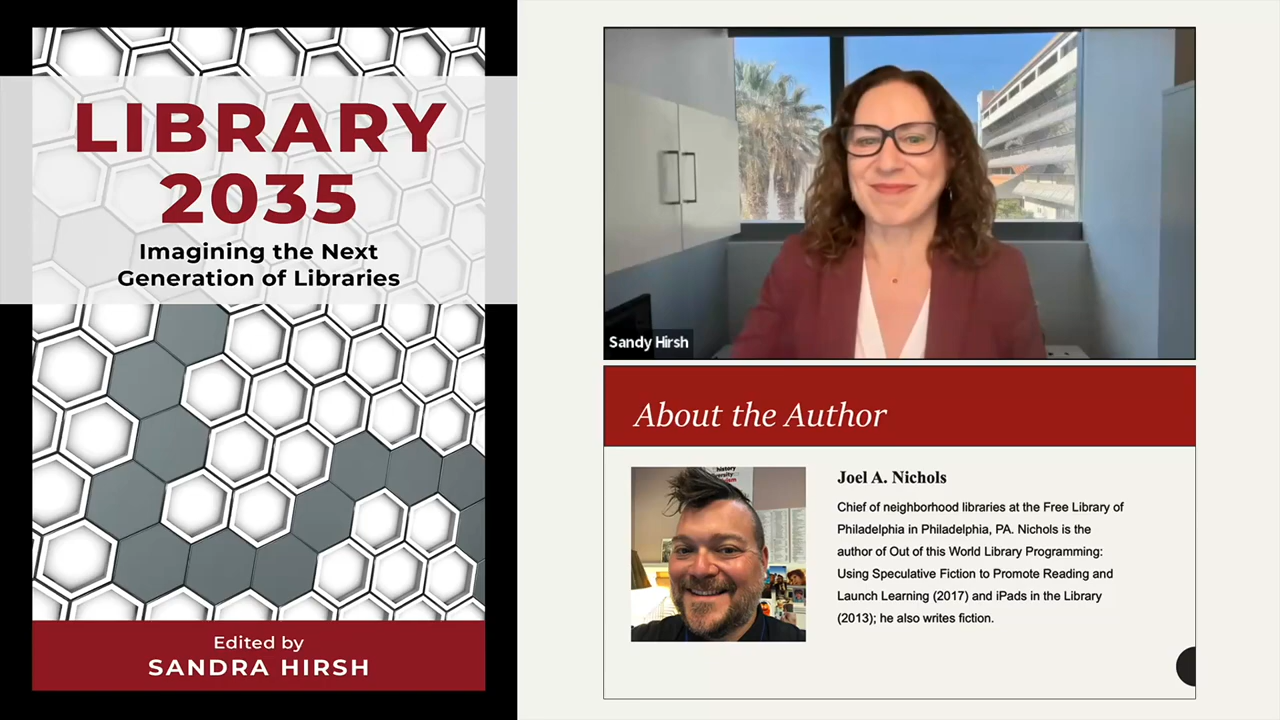 LIBRARY
2035
Imagining the Next
Generation of Libraries
Edited by
SANDRA HIRSH
Sandy Hirsh
About the Author
history
Joel A. Nichols
Chief of neighborhood libraries at the Free Library of
Philadelphia in Philadelphia, PA. Nichols is the
author of Out of this World Library Programming:
Using Speculative Fiction to Promote Reading and
Launch Learning (2017) and iPads in the Library
(2013); he also writes fiction.